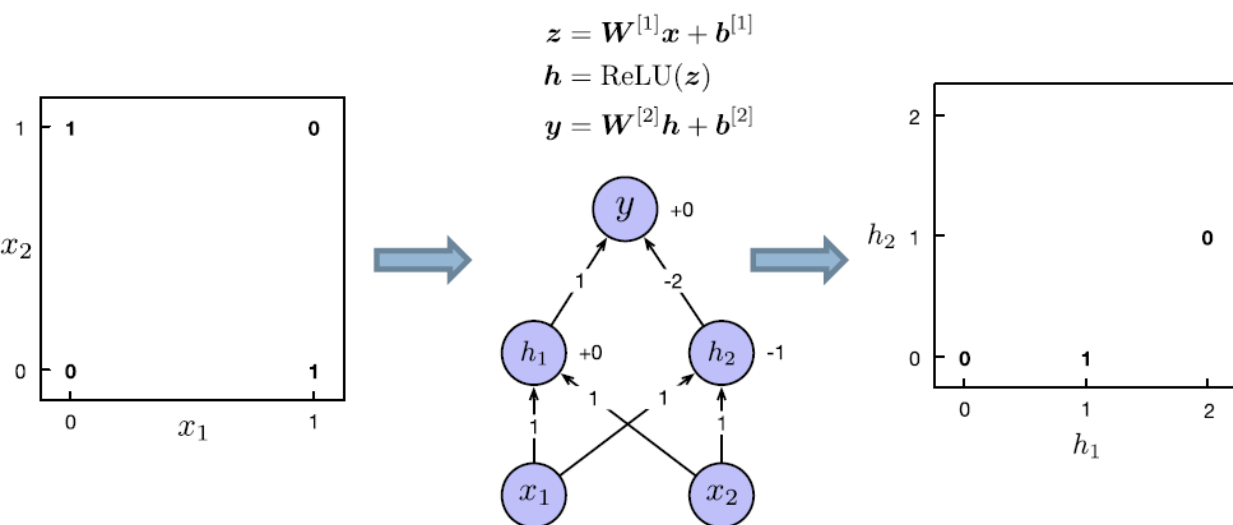 z = W^[1]x + b^[1]
h = ReLU(z)
y = W^[2]h + b^[2]
1 1 0
x₂
0 0 1
0 1
x₁
y +0
1 -2
h₁ +0 h₂ -1
1 1
1 1
x₁ x₂
2
h₂ 1 0
0 0 1
0 1 2
h₁